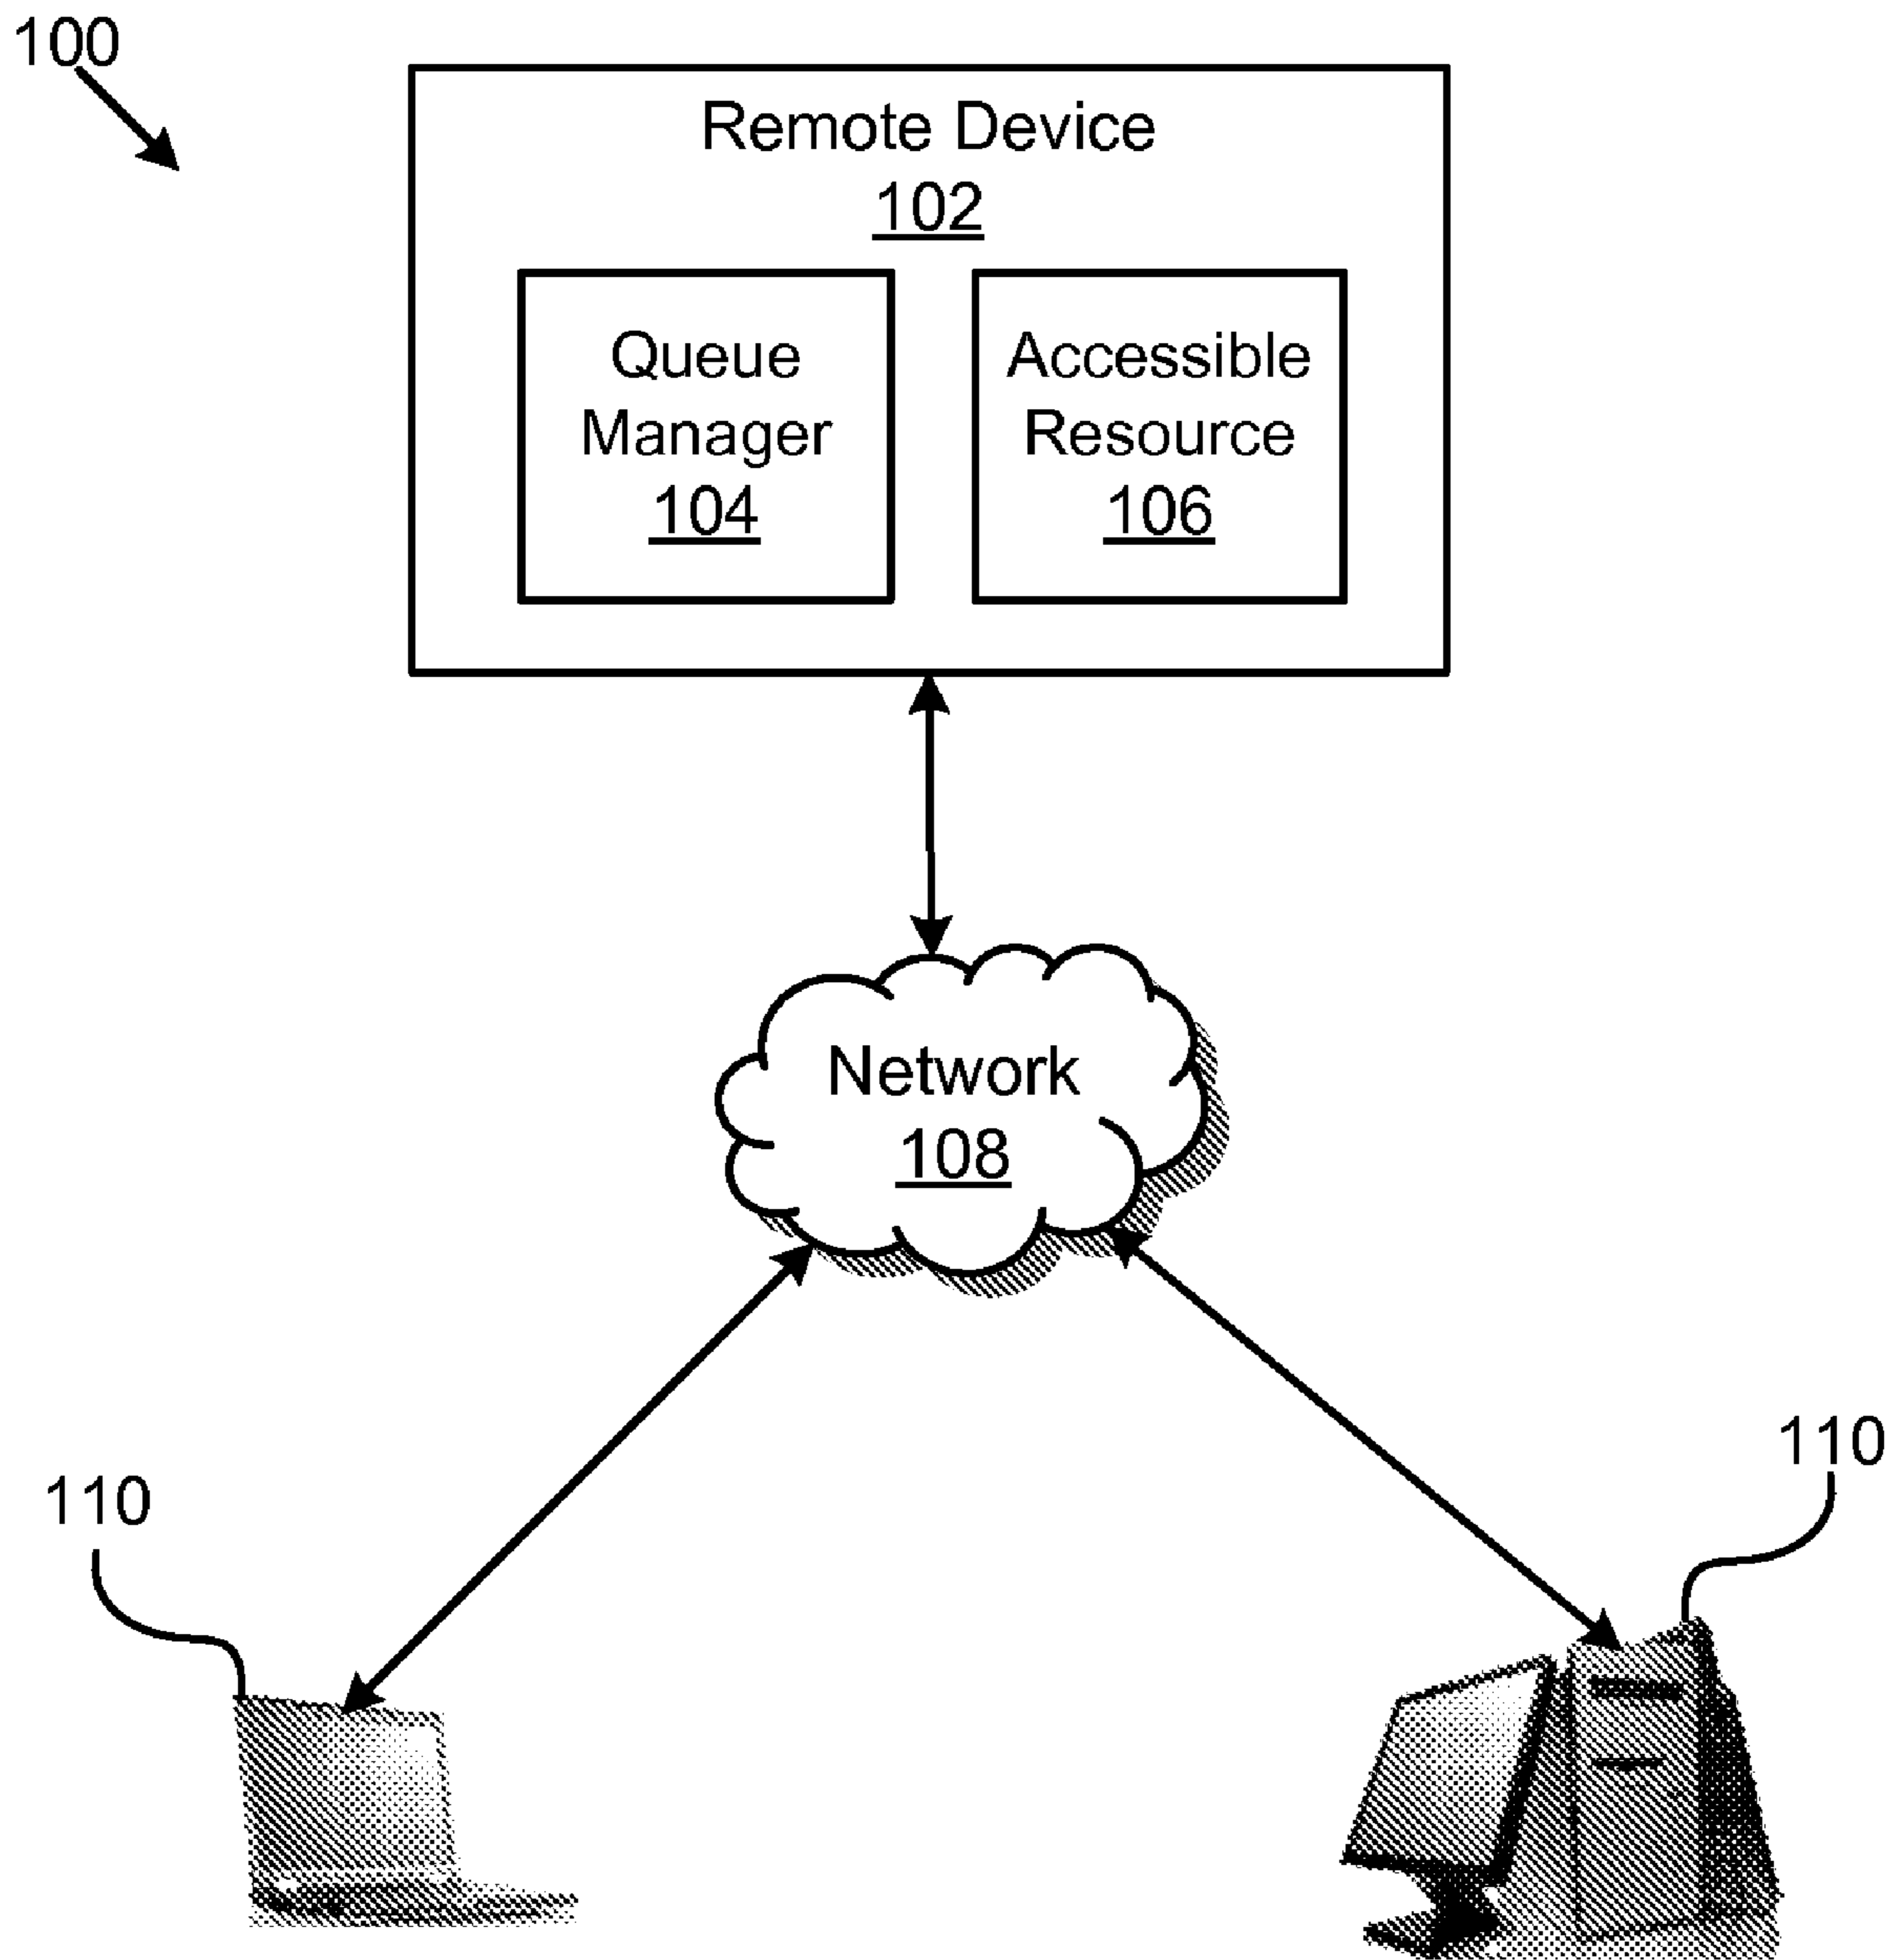 100
Remote Device
102
Queue
Manager
104
Accessible
Resource
106
Network
108
110
110